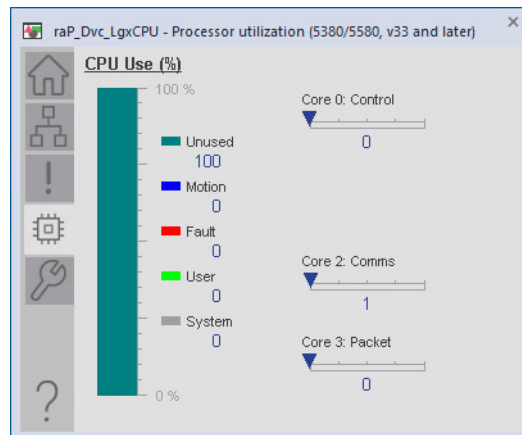 raP_Dvc_LgxCPU - Processor utilization (5380/5580, v33 and later)
CPU Use (%)
100 %
Unused
100
Motion
0
Fault
0
User
0
System
0
0 %
Core 0: Control
0
Core 2: Comms
1
Core 3: Packet
0